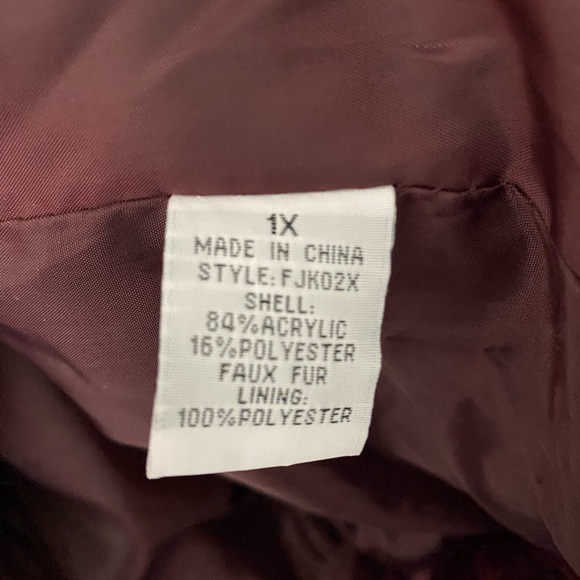 1X
MADE IN CHINA
STYLE:FJK02X
SHELL:
84%ACRYLIC
16%POLYESTER
FAUX FUR
LINING:
100%POLYESTER